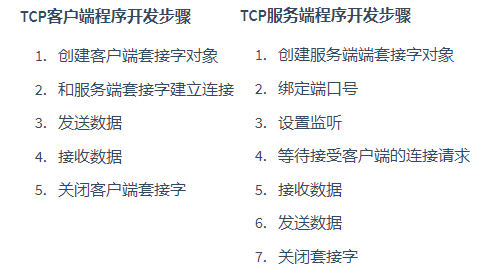 TCP客户端程序开发步骤
1. 创建客户端套接字对象
2. 和服务端套接字建立连接
3. 发送数据
4. 接收数据
5. 关闭客户端套接字
TCP服务端程序开发步骤
1. 创建服务端端套接字对象
2. 绑定端口号
3. 设置监听
4. 等待接受客户端的连接请求
5. 接收数据
6. 发送数据
7. 关闭套接字